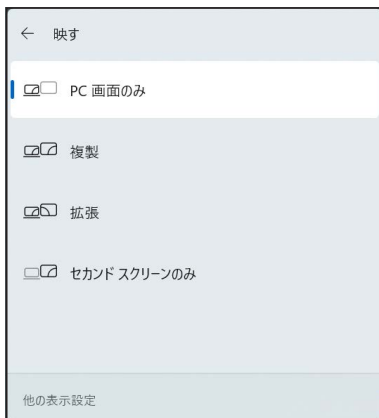 映す
PC 画面のみ
複製
拡張
セカンド スクリーンのみ
他の表示設定